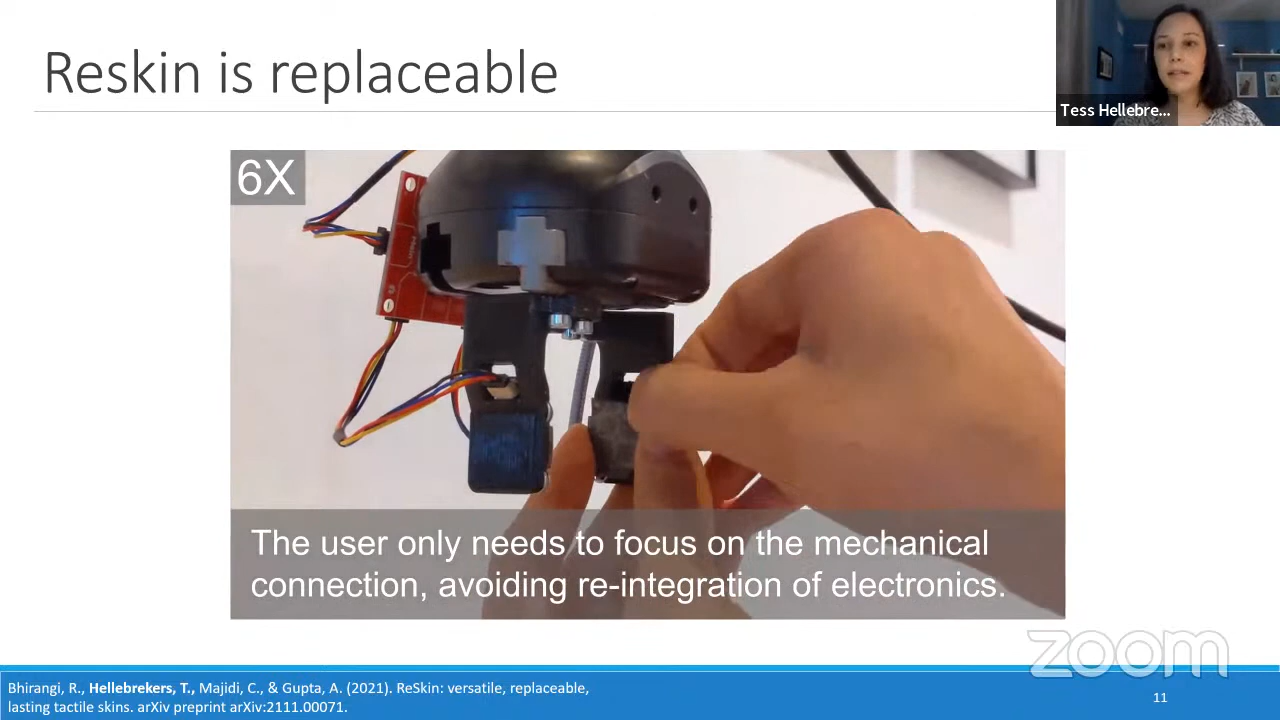 Reskin is replaceable
Tess Hellebre...
6X
The user only needs to focus on the mechanical
connection, avoiding re-integration of electronics.
zoom
Bhirangi, R., Hellebrekers, T., Majidi, C., & Gupta, A. (2021). ReSkin: versatile, replaceable,
lasting tactile skins. arXiv preprint arXiv:2111.00071.
11